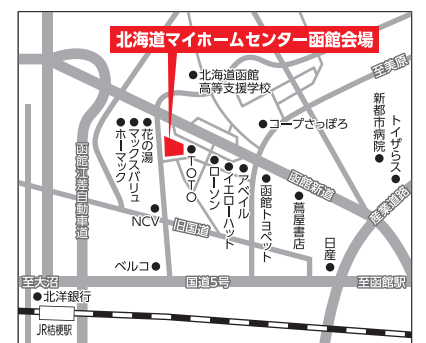 北海道マイホームセンター函館会場
北海道函館
高等支援学校
至美原
コープさっぽろ
新都市病院
トイザらス
花の湯
マックスバリュ
ホーマック
TOTO
ローソン
イエローハット
アベイル
函館トヨペット
蔦屋書店
日産
函館新道
産業道路
函館江差自動車道
NCV
旧国道
ベルコ
至大沼
国道5号
至函館駅
北洋銀行
JR桔梗駅